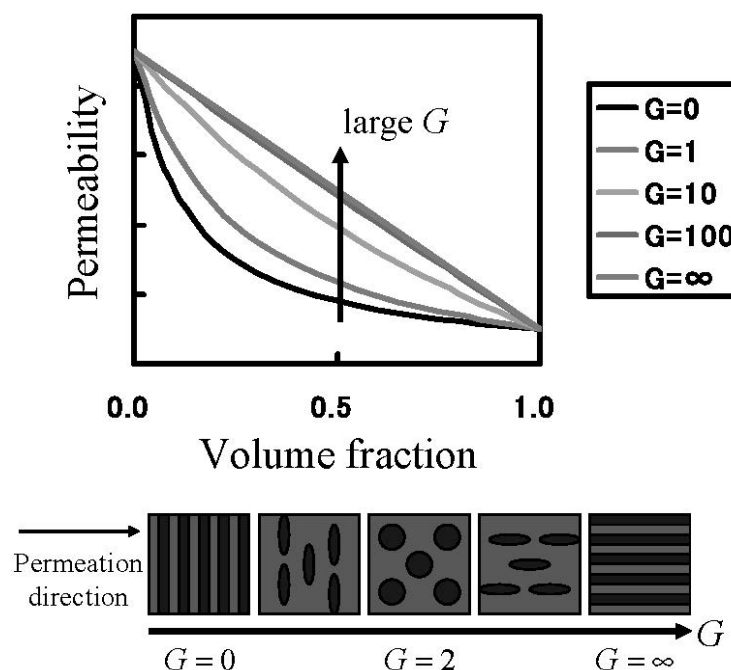 Permeability
large G
G=0
G=1
G=10
G=100
G=∞
0.0 0.5 1.0
Volume fraction
Permeation
direction
G
G = 0 G = 2 G = ∞